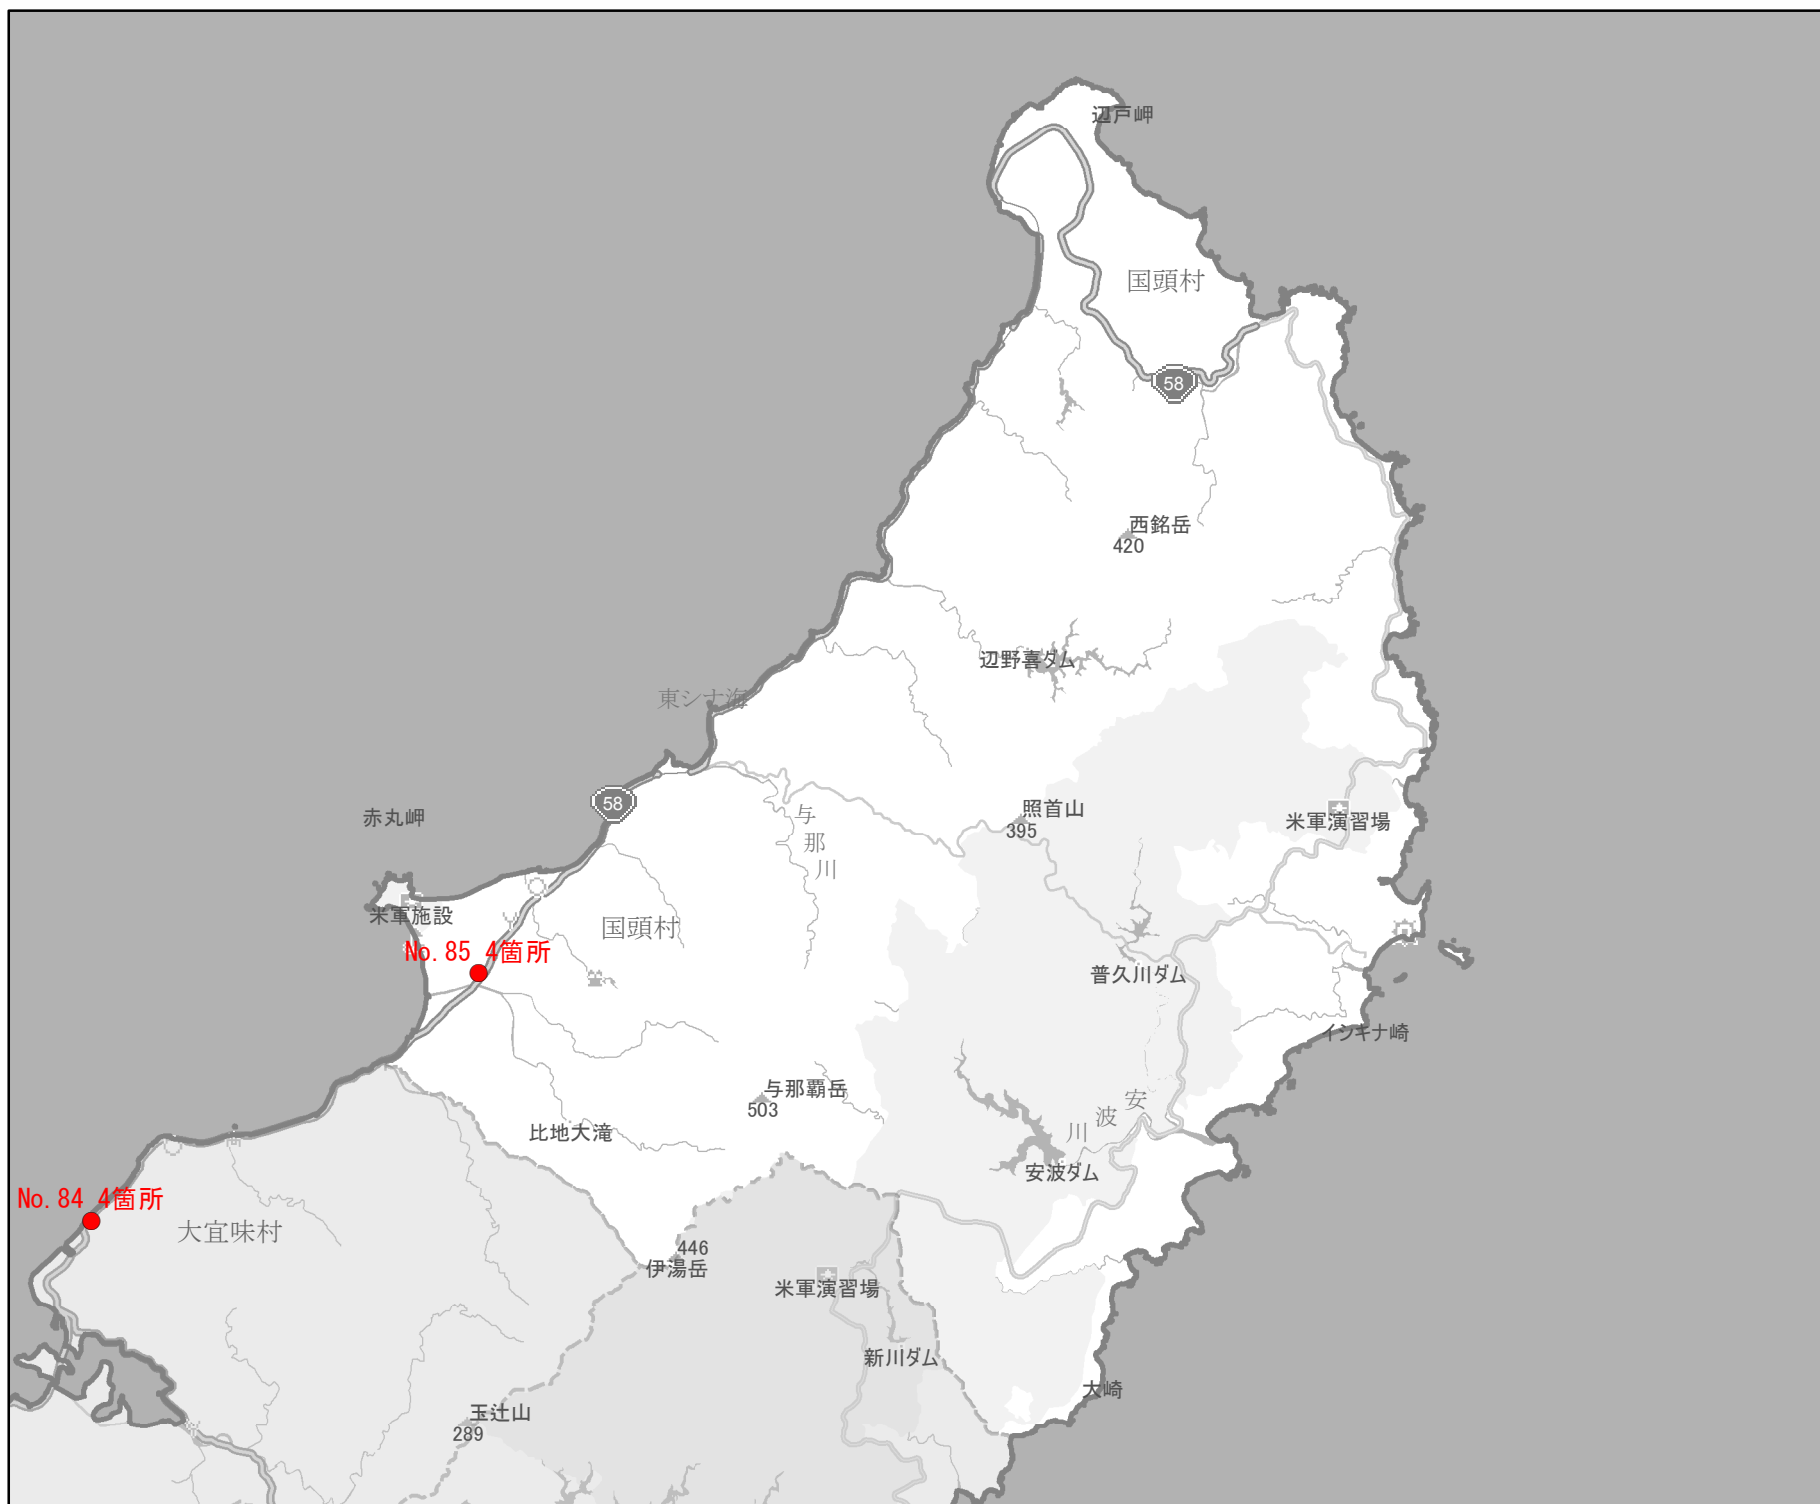 辺戸岬
国頭村
58
西銘岳
420
辺野喜ダム
東シナ海
58
赤丸岬
与那川
照首山
395
米軍演習場
米軍施設
国頭村
No.85 4箇所
普久川ダム
イシキナ崎
与那覇岳
503
安波川
比地大滝
安波ダム
No.84 4箇所
大宜味村
446
伊湯岳
米軍演習場
新川ダム
大崎
玉辻山
289